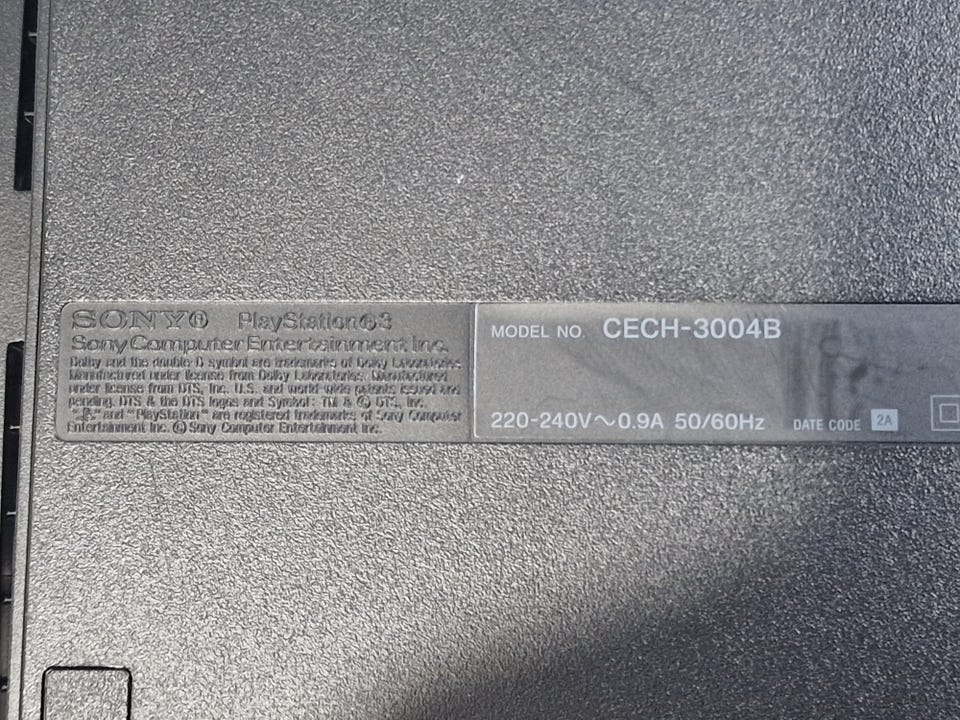 SONY® PlayStation®3
Sony Computer Entertainment Inc.
Dolby and the double-D symbol are trademarks of Dolby Laboratories.
Manufactured under license from Dolby Laboratories. Manufactured
under license from DTS, Inc. U.S. and world-wide patents issued and
pending. DTS & the DTS logos and Symbol: TM & © DTS, Inc.
" " and "PlayStation" are registered trademarks of Sony Computer
Entertainment Inc. © Sony Computer Entertainment Inc.
MODEL NO. CECH-3004B
220-240V～0.9A 50/60Hz DATE CODE 2A